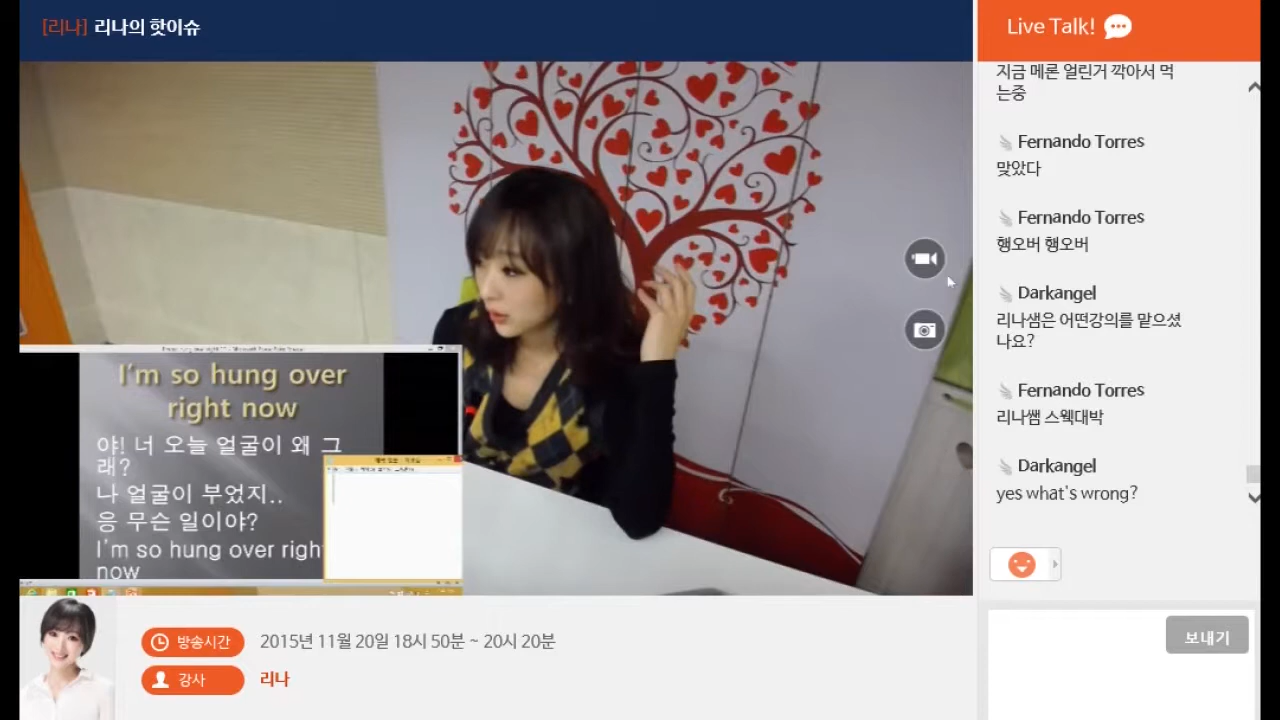 [리나] 리나의 핫이슈
Live Talk!
지금 메론 얼린거 깍아서 먹
는중
Fernando Torres
맞았다
Fernando Torres
행오버 행오버
Darkangel
리나샘은 어떤강의를 맡으셨
나요?
Fernando Torres
리나쌤 스웩대박
Darkangel
yes what's wrong?
I'm so hung over
right now
야! 너 오늘 얼굴이 왜 그
래?
나 얼굴이 부었지..
응 무슨 일이야?
I'm so hung over right
now
방송시간 2015년 11월 20일 18시 50분 ~ 20시 20분
강사 리나
보내기